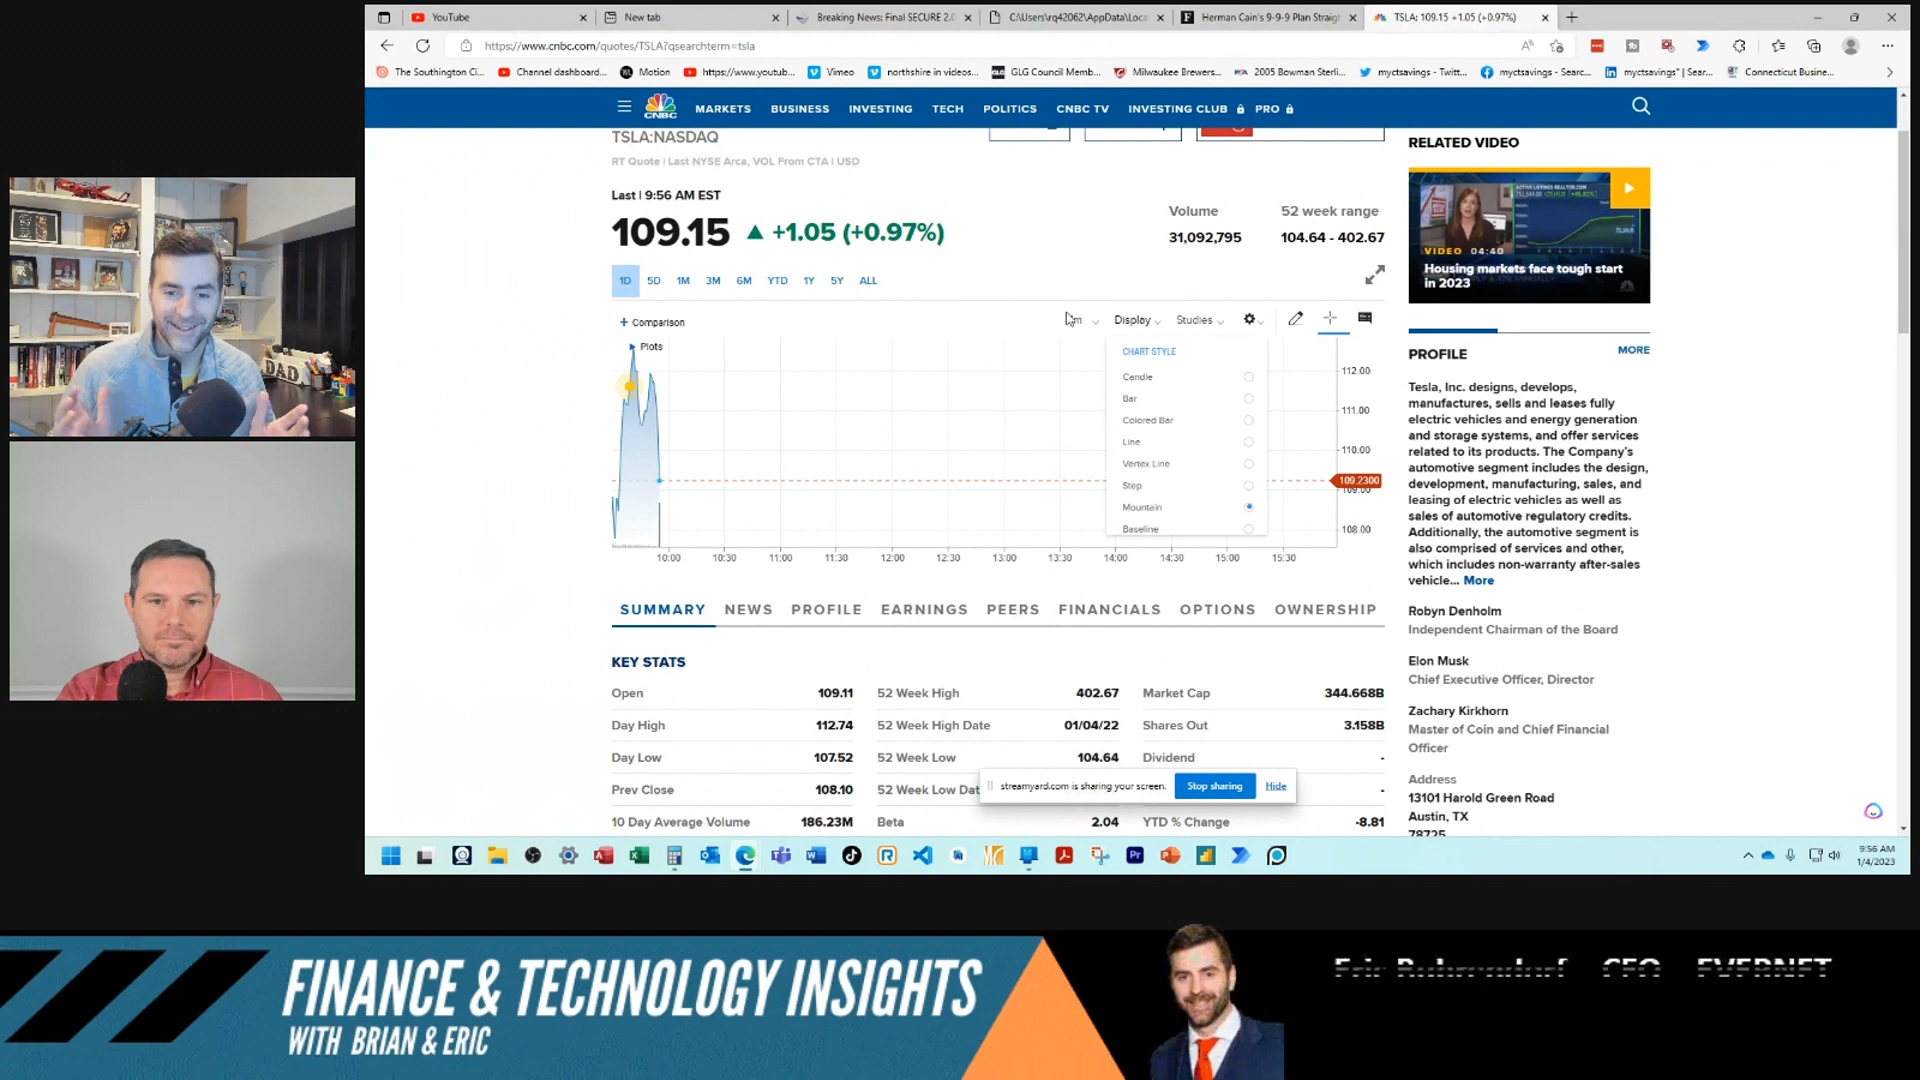 YouTube
New tab
Breaking News: Final SECURE 2.0
C:\Users\rq42062\AppData\Loca
Herman Cain's 9-9-9 Plan Straigh
TSLA: 109.15 +1.05 (+0.97%)
https://www.cnbc.com/quotes/TSLA?qsearchterm=tsla
The Southington Ci...
Channel dashboard...
Motion
https://www.youtub...
Vimeo
northshire in videos...
GLG Council Memb...
Milwaukee Brewers...
2005 Bowman Sterli...
myctsavings - Twitt...
myctsavings - Searc...
myctsavings" | Sear...
Connecticut Busine...
CNBC
MARKETS BUSINESS INVESTING TECH POLITICS CNBC TV INVESTING CLUB PRO
TSLA:NASDAQ
RT Quote | Last NYSE Arca, VOL From CTA | USD
Last | 9:56 AM EST
109.15 +1.05 (+0.97%)
Volume
31,092,795
52 week range
104.64 - 402.67
1D 5D 1M 3M 6M YTD 1Y 5Y ALL
+ Comparison
Display
Studies
Plots
CHART STYLE
Candle
Bar
Colored Bar
Line
Vertex Line
Step
Mountain
Baseline
112.00
111.00
110.00
109.2300
109.00
108.00
10:00 10:30 11:00 11:30 12:00 12:30 13:00 13:30 14:00 14:30 15:00 15:30
SUMMARY NEWS PROFILE EARNINGS PEERS FINANCIALS OPTIONS OWNERSHIP
KEY STATS
Open 109.11
Day High 112.74
Day Low 107.52
Prev Close 108.10
10 Day Average Volume 186.23M
52 Week High 402.67
52 Week High Date 01/04/22
52 Week Low 104.64
52 Week Low Dat
Beta 2.04
Market Cap 344.668B
Shares Out 3.158B
Dividend -
-
YTD % Change -8.81
streamyard.com is sharing your screen.
Stop sharing
Hide
RELATED VIDEO
VIDEO 04:40
Housing markets face tough start
in 2023
PROFILE
MORE
Tesla, Inc. designs, develops,
manufactures, sells and leases fully
electric vehicles and energy generation
and storage systems, and offer services
related to its products. The Company's
automotive segment includes the design,
development, manufacturing, sales, and
leasing of electric vehicles as well as
sales of automotive regulatory credits.
Additionally, the automotive segment is
also comprised of services and other,
which includes non-warranty after-sales
vehicle... More
Robyn Denholm
Independent Chairman of the Board
Elon Musk
Chief Executive Officer, Director
Zachary Kirkhorn
Master of Coin and Chief Financial
Officer
Address
13101 Harold Green Road
Austin, TX
78725
9:56 AM
1/4/2023
DAD
FINANCE & TECHNOLOGY INSIGHTS
WITH BRIAN & ERIC